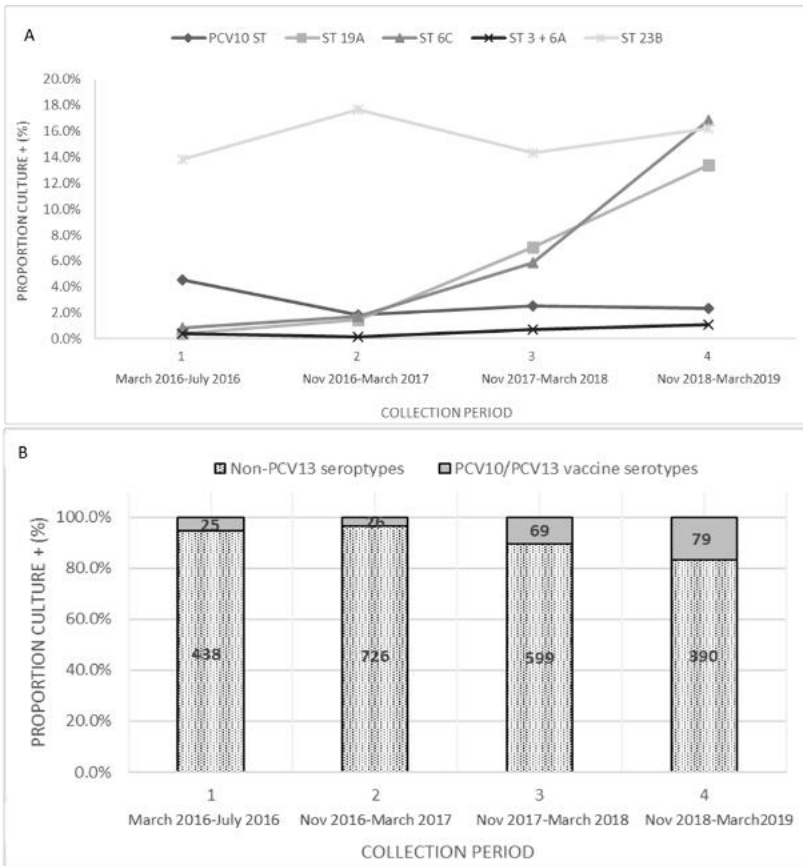 A
PCV10 ST ST 19A ST 6C ST 3 + 6A ST 23B
20.0%
18.0%
16.0%
14.0%
12.0%
10.0%
8.0%
6.0%
4.0%
2.0%
0.0%
PROPORTION CULTURE + (%)
1 2 3 4
March 2016-July 2016 Nov 2016-March 2017 Nov 2017-March 2018 Nov 2018-March2019
COLLECTION PERIOD
B
Non-PCV13 seroptypes PCV10/PCV13 vaccine serotypes
100.0%
80.0%
60.0%
40.0%
20.0%
0.0%
PROPORTION CULTURE + (%)
25 26 69 79
438 726 599 390
1 2 3 4
March 2016-July 2016 Nov 2016-March 2017 Nov 2017-March 2018 Nov 2018-March2019
COLLECTION PERIOD